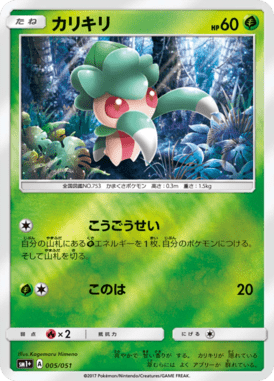 たね カリキリ HP60
全国図鑑NO.753 かまくさポケモン 高さ:0.3m 重さ:1.5kg
こうごうせい
自分の山札にあるエネルギーを1枚、自分のポケモンにつける。
そして山札を切る。
このは 20
弱点 ×2 抵抗力 にげる
Illus. Kagemaru Himeno
sm1+ A 005/051
©2017 Pokémon/Nintendo/Creatures/GAME FREAK.